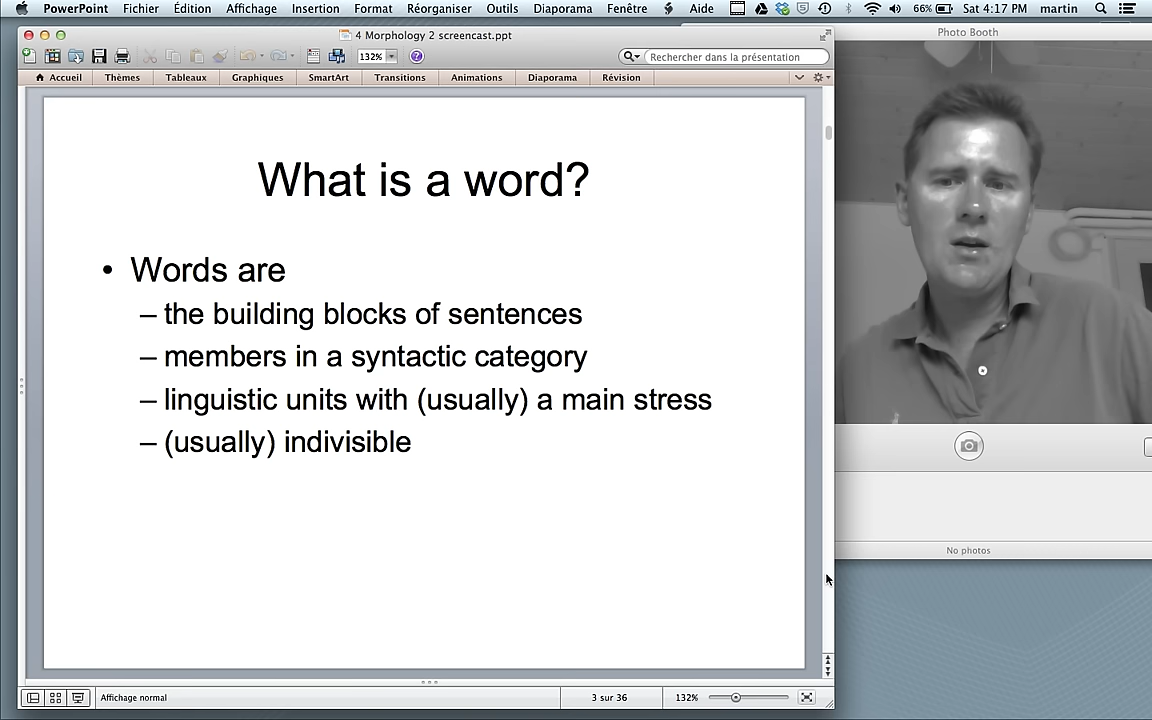 PowerPoint Fichier Édition Affichage Insertion Format Réorganiser Outils Diaporama Fenêtre Aide 66% Sat 4:17 PM martin
4 Morphology 2 screencast.ppt
132% Rechercher dans la présentation
Accueil Thèmes Tableaux Graphiques SmartArt Transitions Animations Diaporama Révision
Photo Booth
What is a word?
• Words are
– the building blocks of sentences
– members in a syntactic category
– linguistic units with (usually) a main stress
– (usually) indivisible
No photos
Affichage normal 3 sur 36 132%